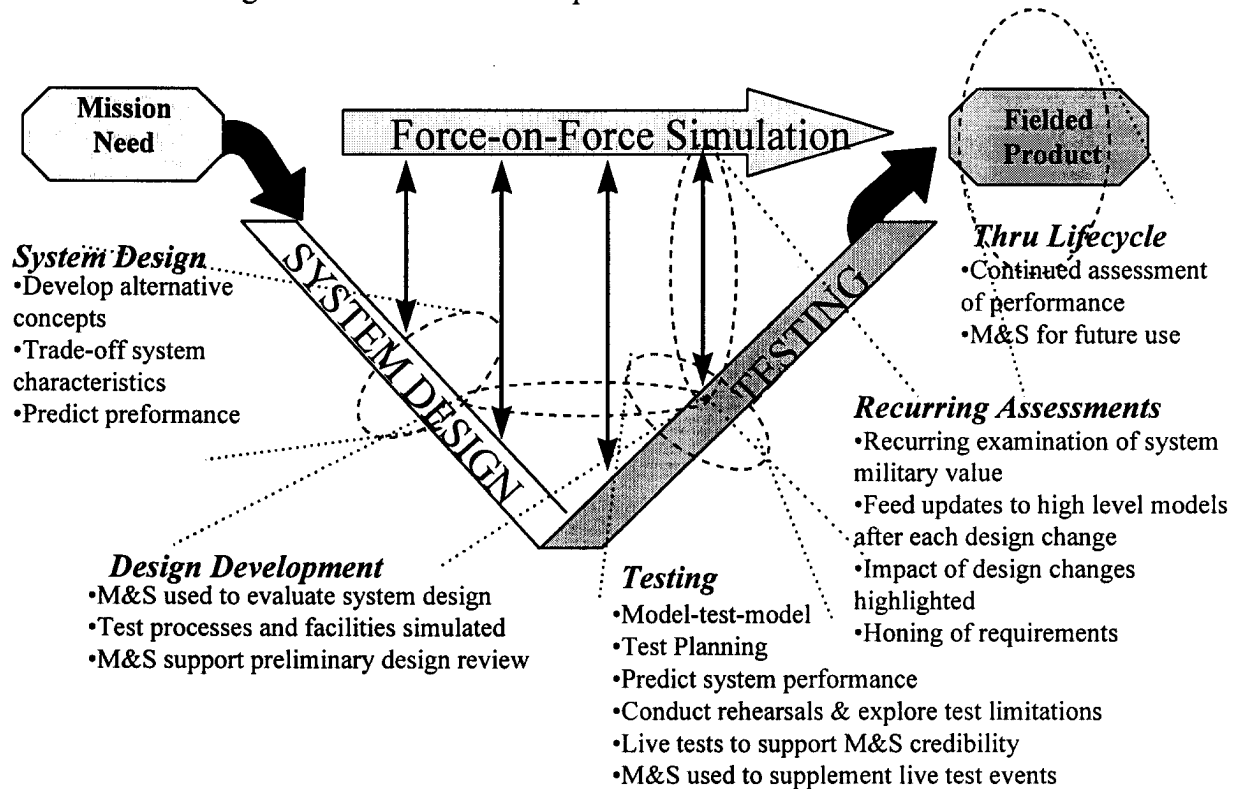 Mission
Need
Force-on-Force Simulation
Fielded
Product
SYSTEM DESIGN
TESTING
System Design
•Develop alternative
concepts
•Trade-off system
characteristics
•Predict preformance
Thru Lifecycle
•Continued assessment
of performance
•M&S for future use
Recurring Assessments
•Recurring examination of system
military value
•Feed updates to high level models
after each design change
•Impact of design changes
highlighted
•Honing of requirements
Design Development
•M&S used to evaluate system design
•Test processes and facilities simulated
•M&S support preliminary design review
Testing
•Model-test-model
•Test Planning
•Predict system performance
•Conduct rehearsals & explore test limitations
•Live tests to support M&S credibility
•M&S used to supplement live test events